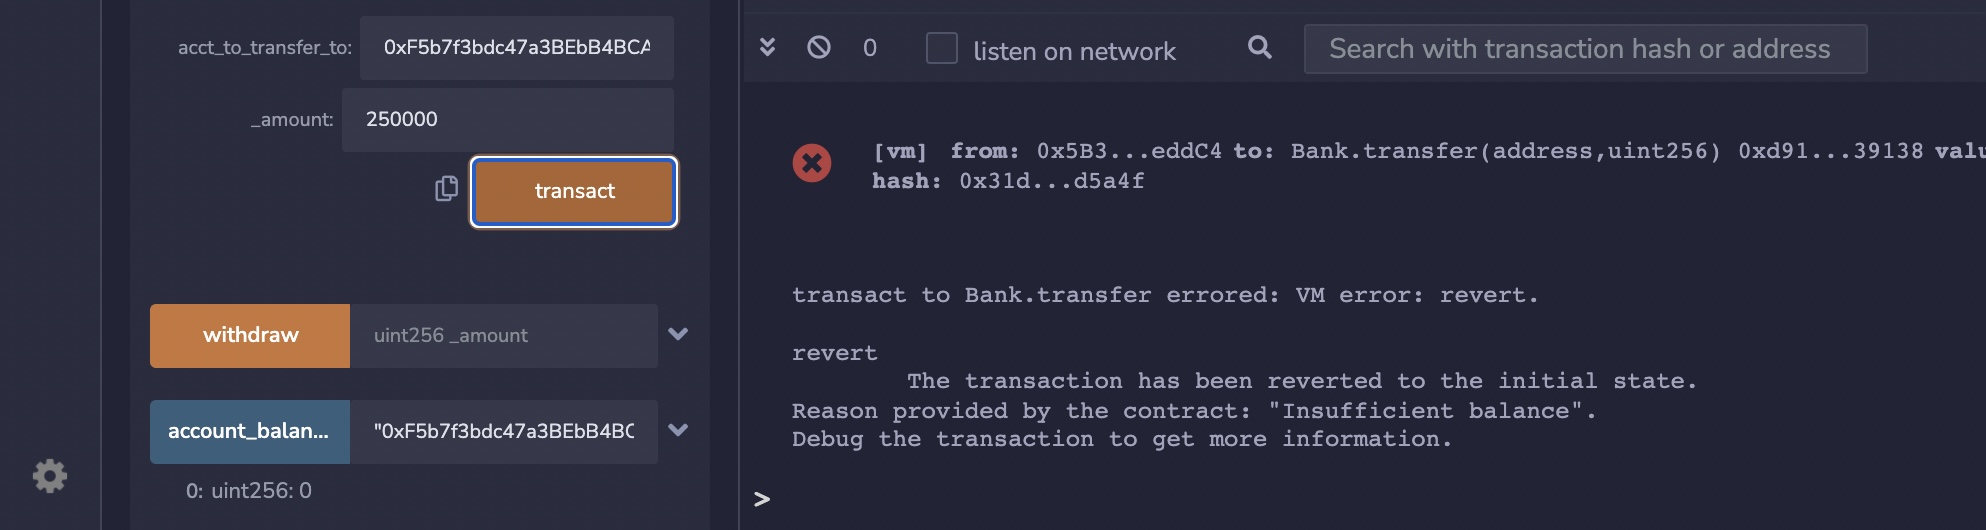 acct_to_transfer_to: 0xF5b7f3bdc47a3BEbB4BCA
_amount: 250000
transact
withdraw uint256 _amount
account_balan... "0xF5b7f3bdc47a3BEbB4BC
0: uint256: 0
0 listen on network Search with transaction hash or address
[vm] from: 0x5B3...eddC4 to: Bank.transfer(address,uint256) 0xd91...39138 valu
hash: 0x31d...d5a4f
transact to Bank.transfer errored: VM error: revert.
revert
The transaction has been reverted to the initial state.
Reason provided by the contract: "Insufficient balance".
Debug the transaction to get more information.
>